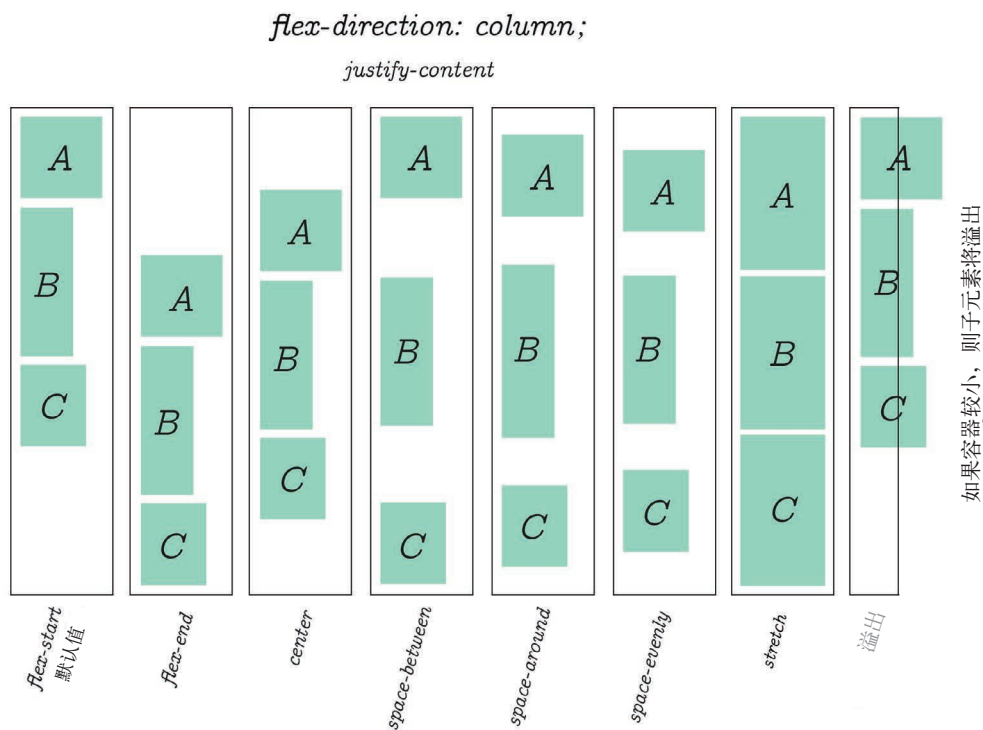 flex-direction: column;
justify-content
A
B
C
A
B
C
A
B
C
A
B
C
A
B
C
A
B
C
A
B
C
A
B
C
flex-start
默认值
flex-end
center
space-between
space-around
space-evenly
stretch
溢出
如果容器较小，则子元素将溢出